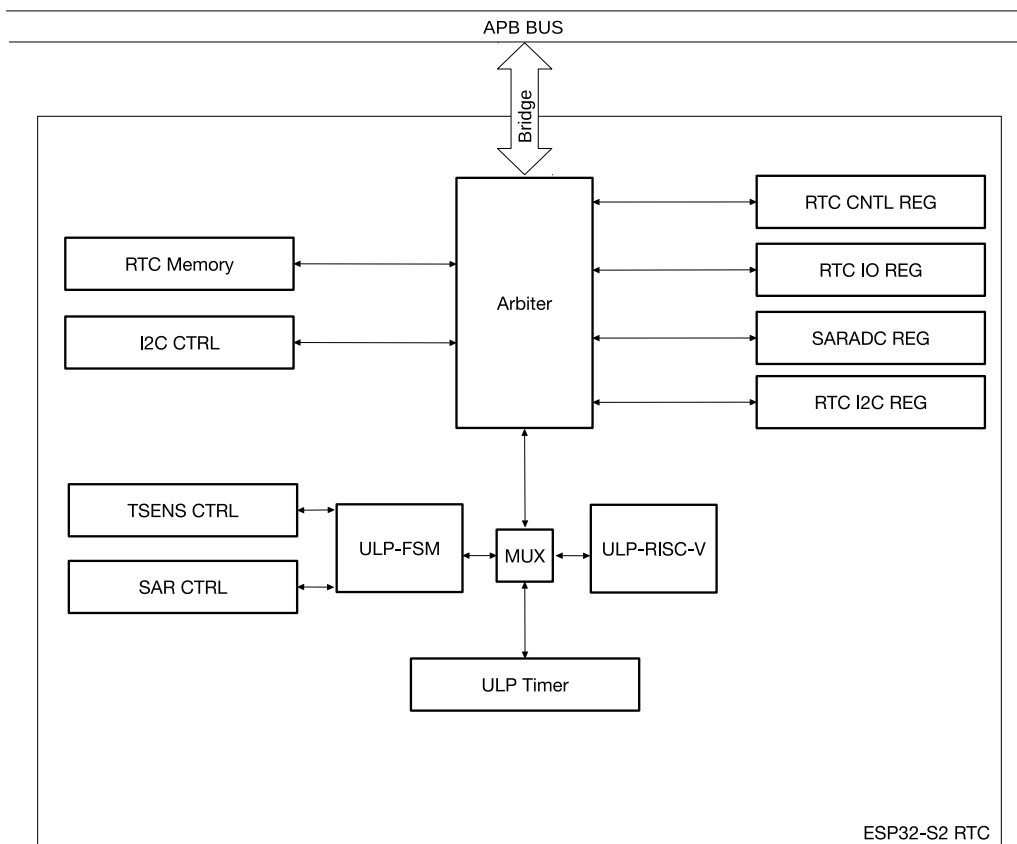 APB BUS
Bridge
RTC CNTL REG
RTC Memory
RTC IO REG
Arbiter
I2C CTRL
SARADC REG
RTC I2C REG
TSENS CTRL
ULP-FSM
MUX
ULP-RISC-V
SAR CTRL
ULP Timer
ESP32-S2 RTC